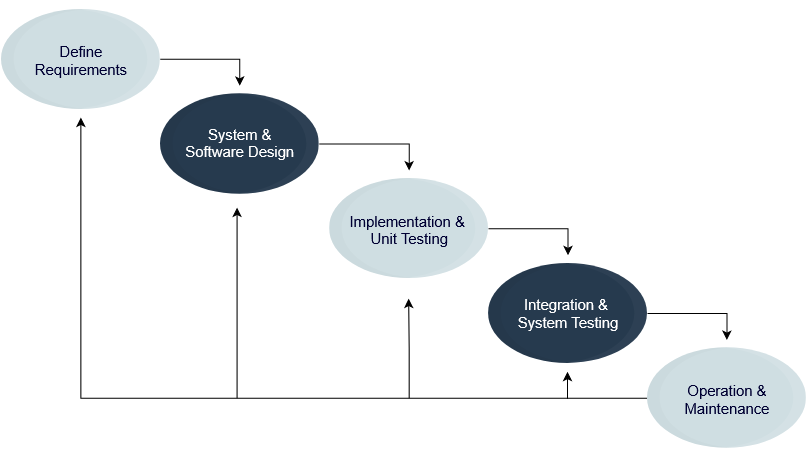 Define
Requirements
System &
Software Design
Implementation &
Unit Testing
Integration &
System Testing
Operation &
Maintenance